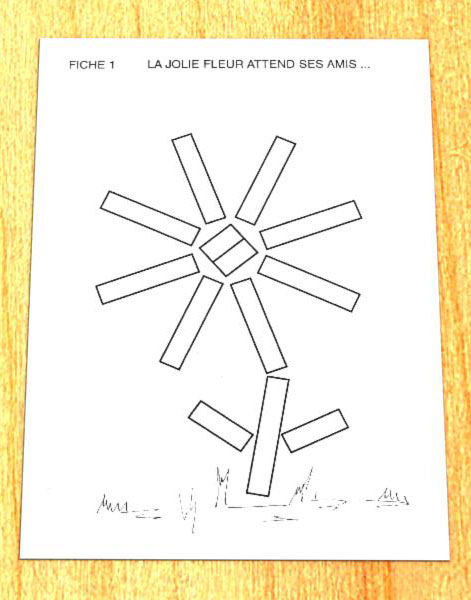 FICHE 1 LA JOLIE FLEUR ATTEND SES AMIS ...